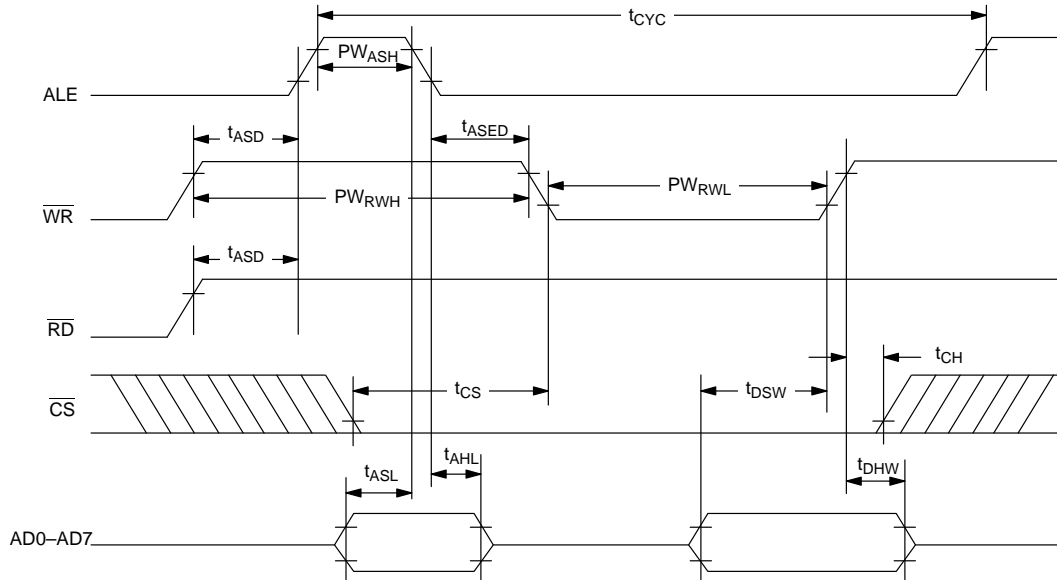 tCYC
PWASH
ALE
tASD
tASED
PWRWH
PWRWL
WR
tASD
RD
tCH
tCS
tDSW
CS
tAHL
tASL
tDHW
AD0–AD7